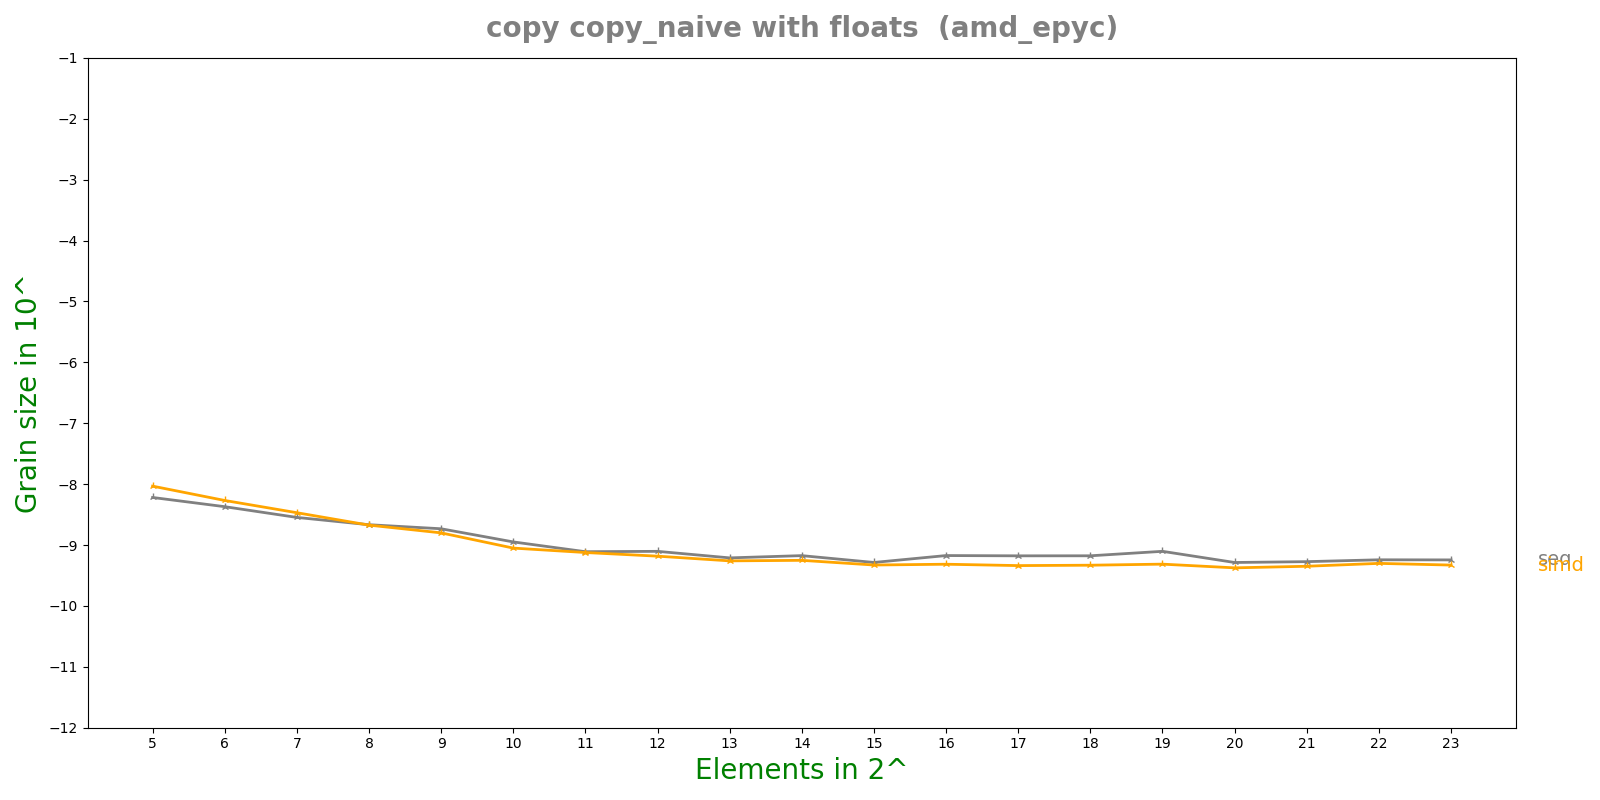 copy copy_naive with floats (amd_epyc)
−1
−2
−3
−4
−5
−6
−7
−8
−9
−10
−11
−12
Grain size in 10^
seq
simd
5 6 7 8 9 10 11 12 13 14 15 16 17 18 19 20 21 22 23
Elements in 2^